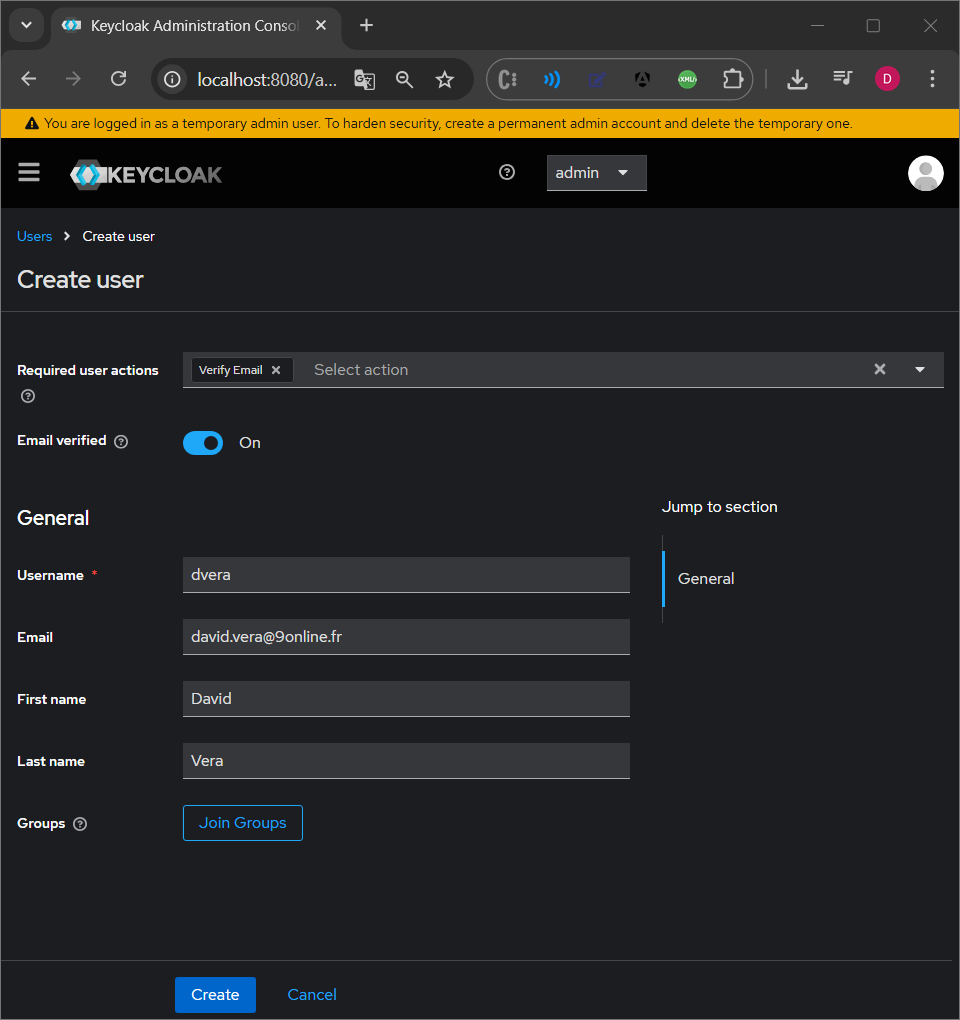 Keycloak Administration Consol
localhost:8080/a...
D
You are logged in as a temporary admin user. To harden security, create a permanent admin account and delete the temporary one.
KEYCLOAK
admin
Users
Create user
Create user
Required user actions
Verify Email
Select action
Email verified
On
General
Jump to section
General
Username *
dvera
Email
david.vera@9online.fr
First name
David
Last name
Vera
Groups
Join Groups
Create
Cancel